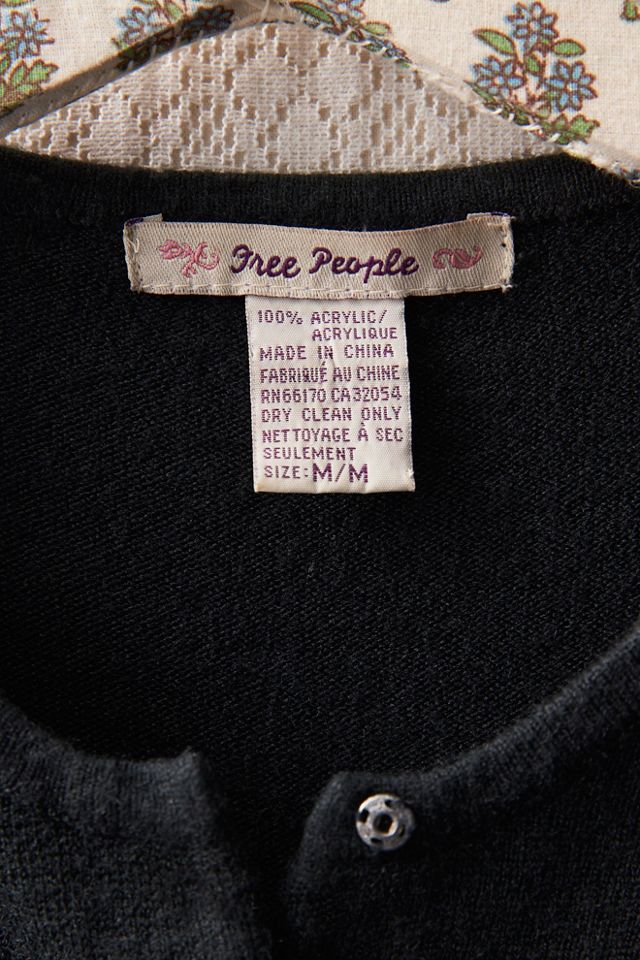 Free People
100% ACRYLIC/
ACRYLIQUE
MADE IN CHINA
FABRIQUÉ AU CHINE
RN66170 CA32054
DRY CLEAN ONLY
NETTOYAGE À SEC
SEULEMENT
SIZE: M/M